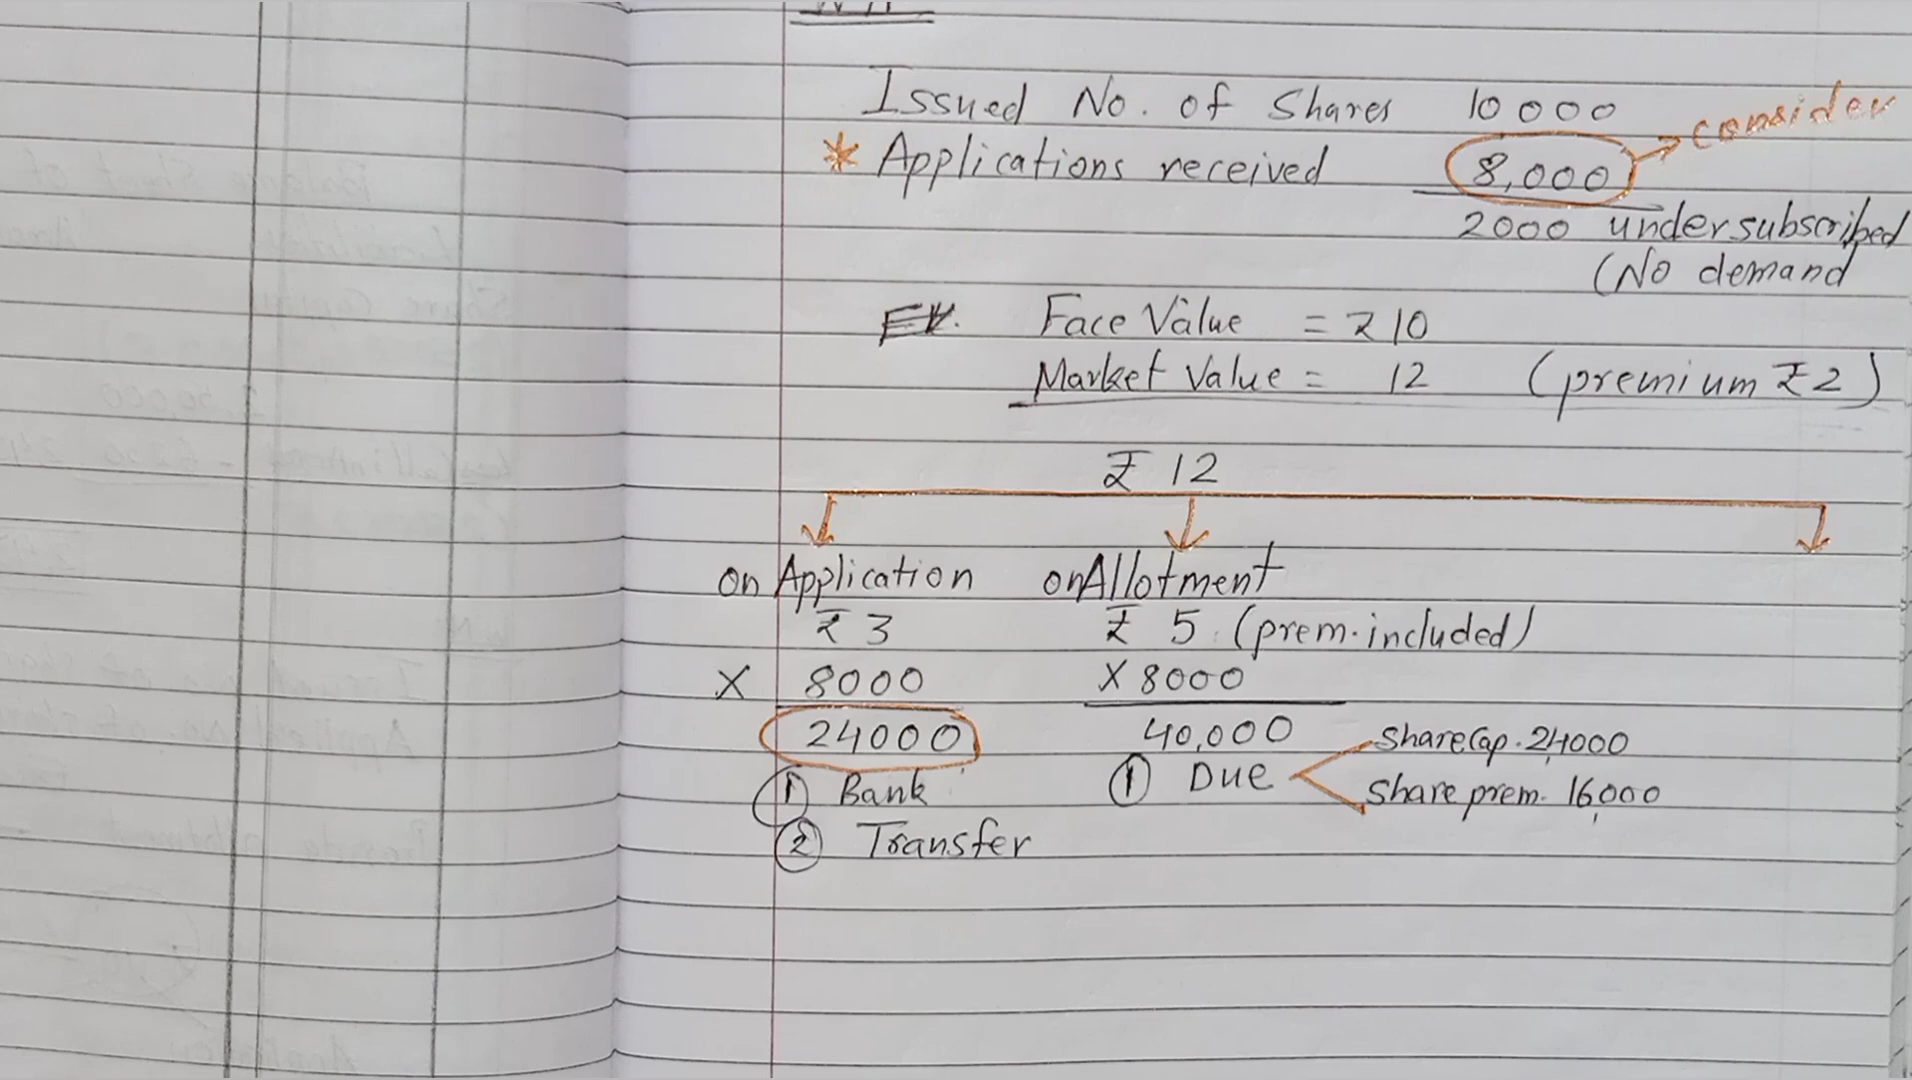 Issued No. of Shares 10000
* Applications received 8,000 → consider
2000 undersubscribed
(No demand
Face Value = ₹10
Market Value = 12 (premium ₹2)
₹ 12
on Application on Allotment
₹ 3 ₹ 5 (prem. included)
X 8000 X 8000
24000 40,000 Share Cap. 24000
① Bank ① Due Share prem. 16,000
② Transfer